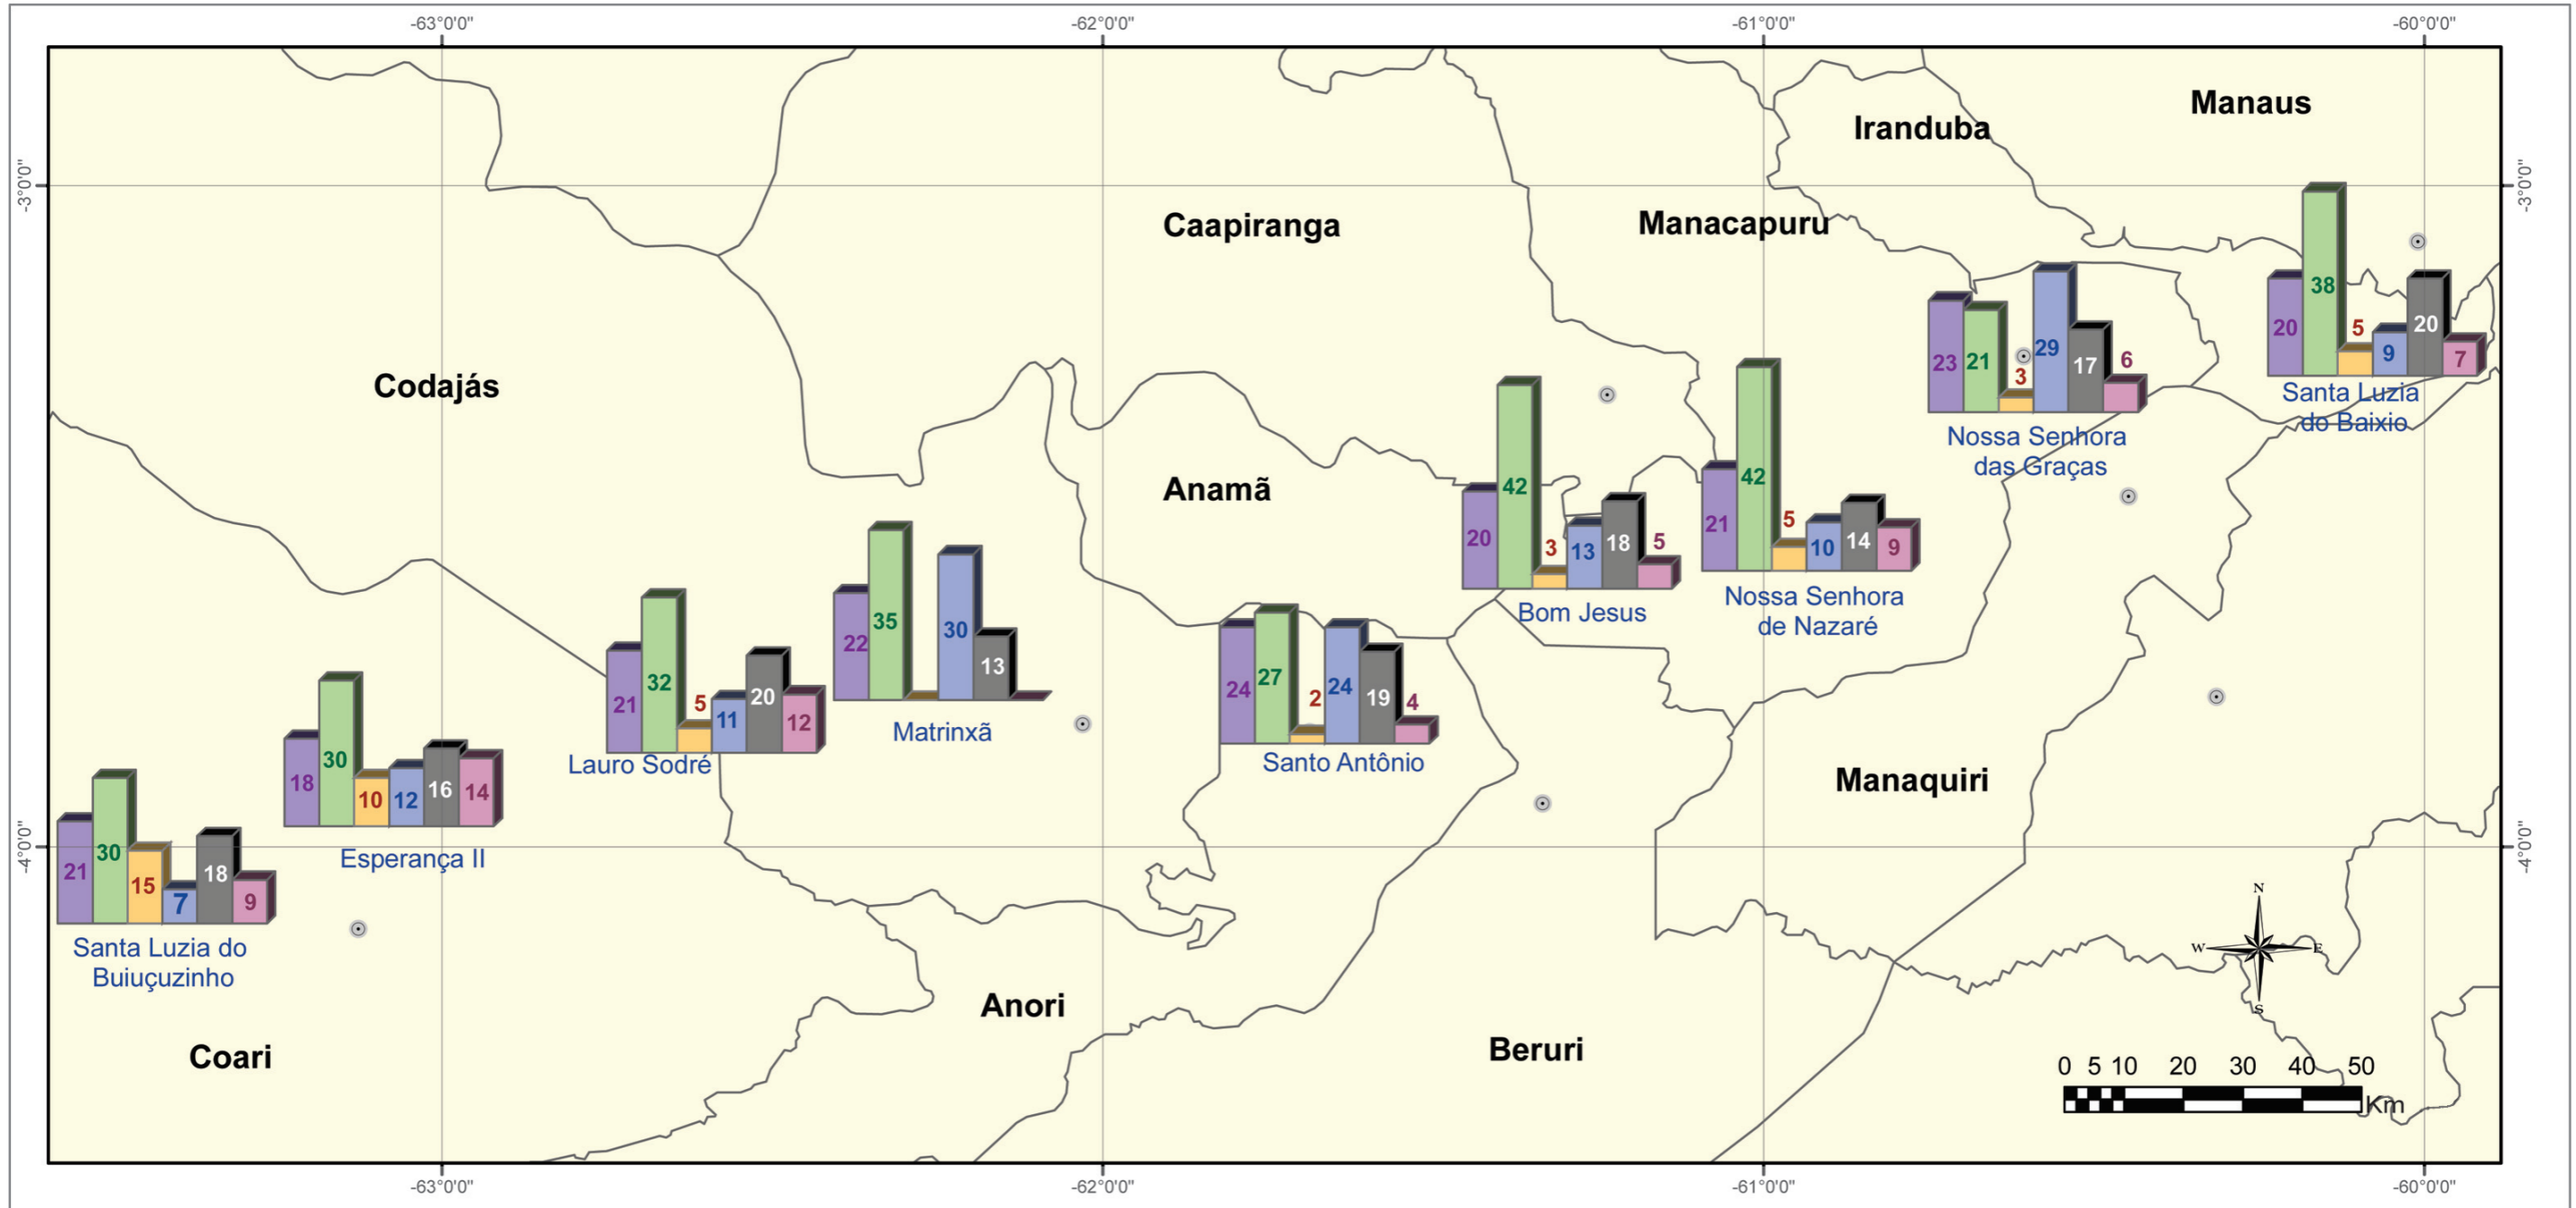 -63°0'0"
-62°0'0"
-61°0'0"
-60°0'0"
Manaus
Iranduba
-3°0'0"
-3°0'0"
Caapiranga
Manacapuru
38
20
5
9
20
7
Santa Luzia
do Baixio
23
21
3
29
17
6
Nossa Senhora
das Graças
Codajás
Anamã
20
42
3
13
18
5
Bom Jesus
21
42
5
10
14
9
Nossa Senhora
de Nazaré
22
35
30
13
Matrinxã
21
32
5
11
20
12
Lauro Sodré
24
27
2
24
19
4
Santo Antônio
18
30
10
12
16
14
Esperança II
Manaquiri
-4°0'0"
-4°0'0"
21
30
15
7
18
9
Santa Luzia do
Buiuçuzinho
N
W
E
S
Anori
Coari
Beruri
0 5 10 20 30 40 50
Km
-63°0'0"
-62°0'0"
-61°0'0"
-60°0'0"